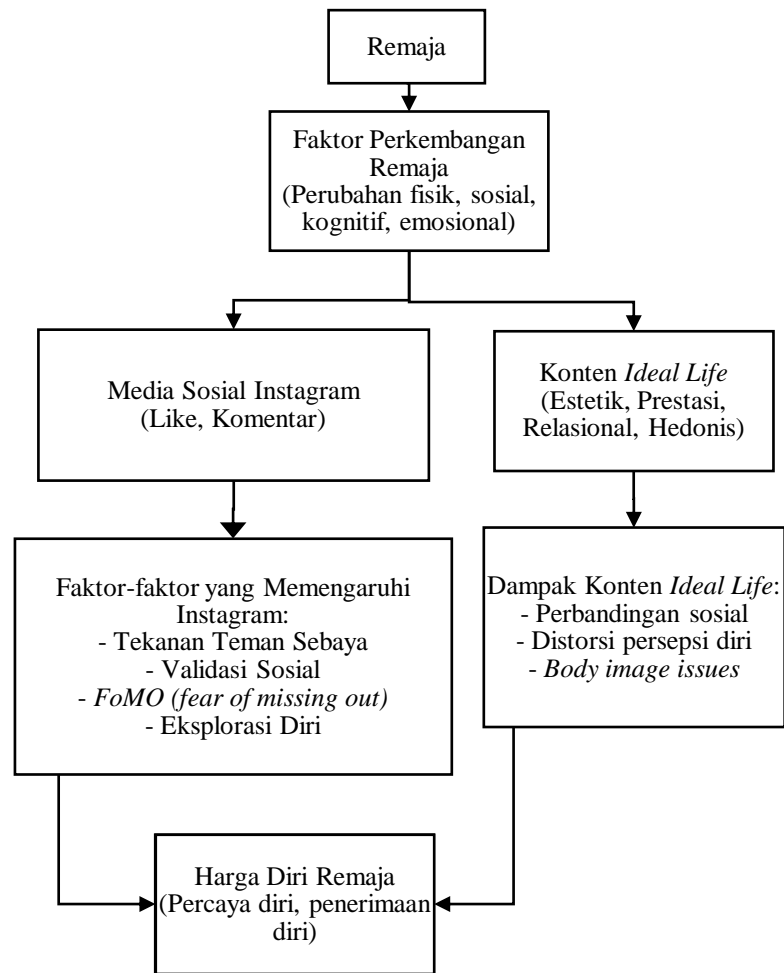 Remaja
Faktor Perkembangan
Remaja
(Perubahan fisik, sosial,
kognitif, emosional)
Media Sosial Instagram
(Like, Komentar)
Konten Ideal Life
(Estetik, Prestasi,
Relasional, Hedonis)
Faktor-faktor yang Memengaruhi
Instagram:
- Tekanan Teman Sebaya
- Validasi Sosial
- FoMO (fear of missing out)
- Eksplorasi Diri
Dampak Konten Ideal Life:
- Perbandingan sosial
- Distorsi persepsi diri
- Body image issues
Harga Diri Remaja
(Percaya diri, penerimaan
diri)